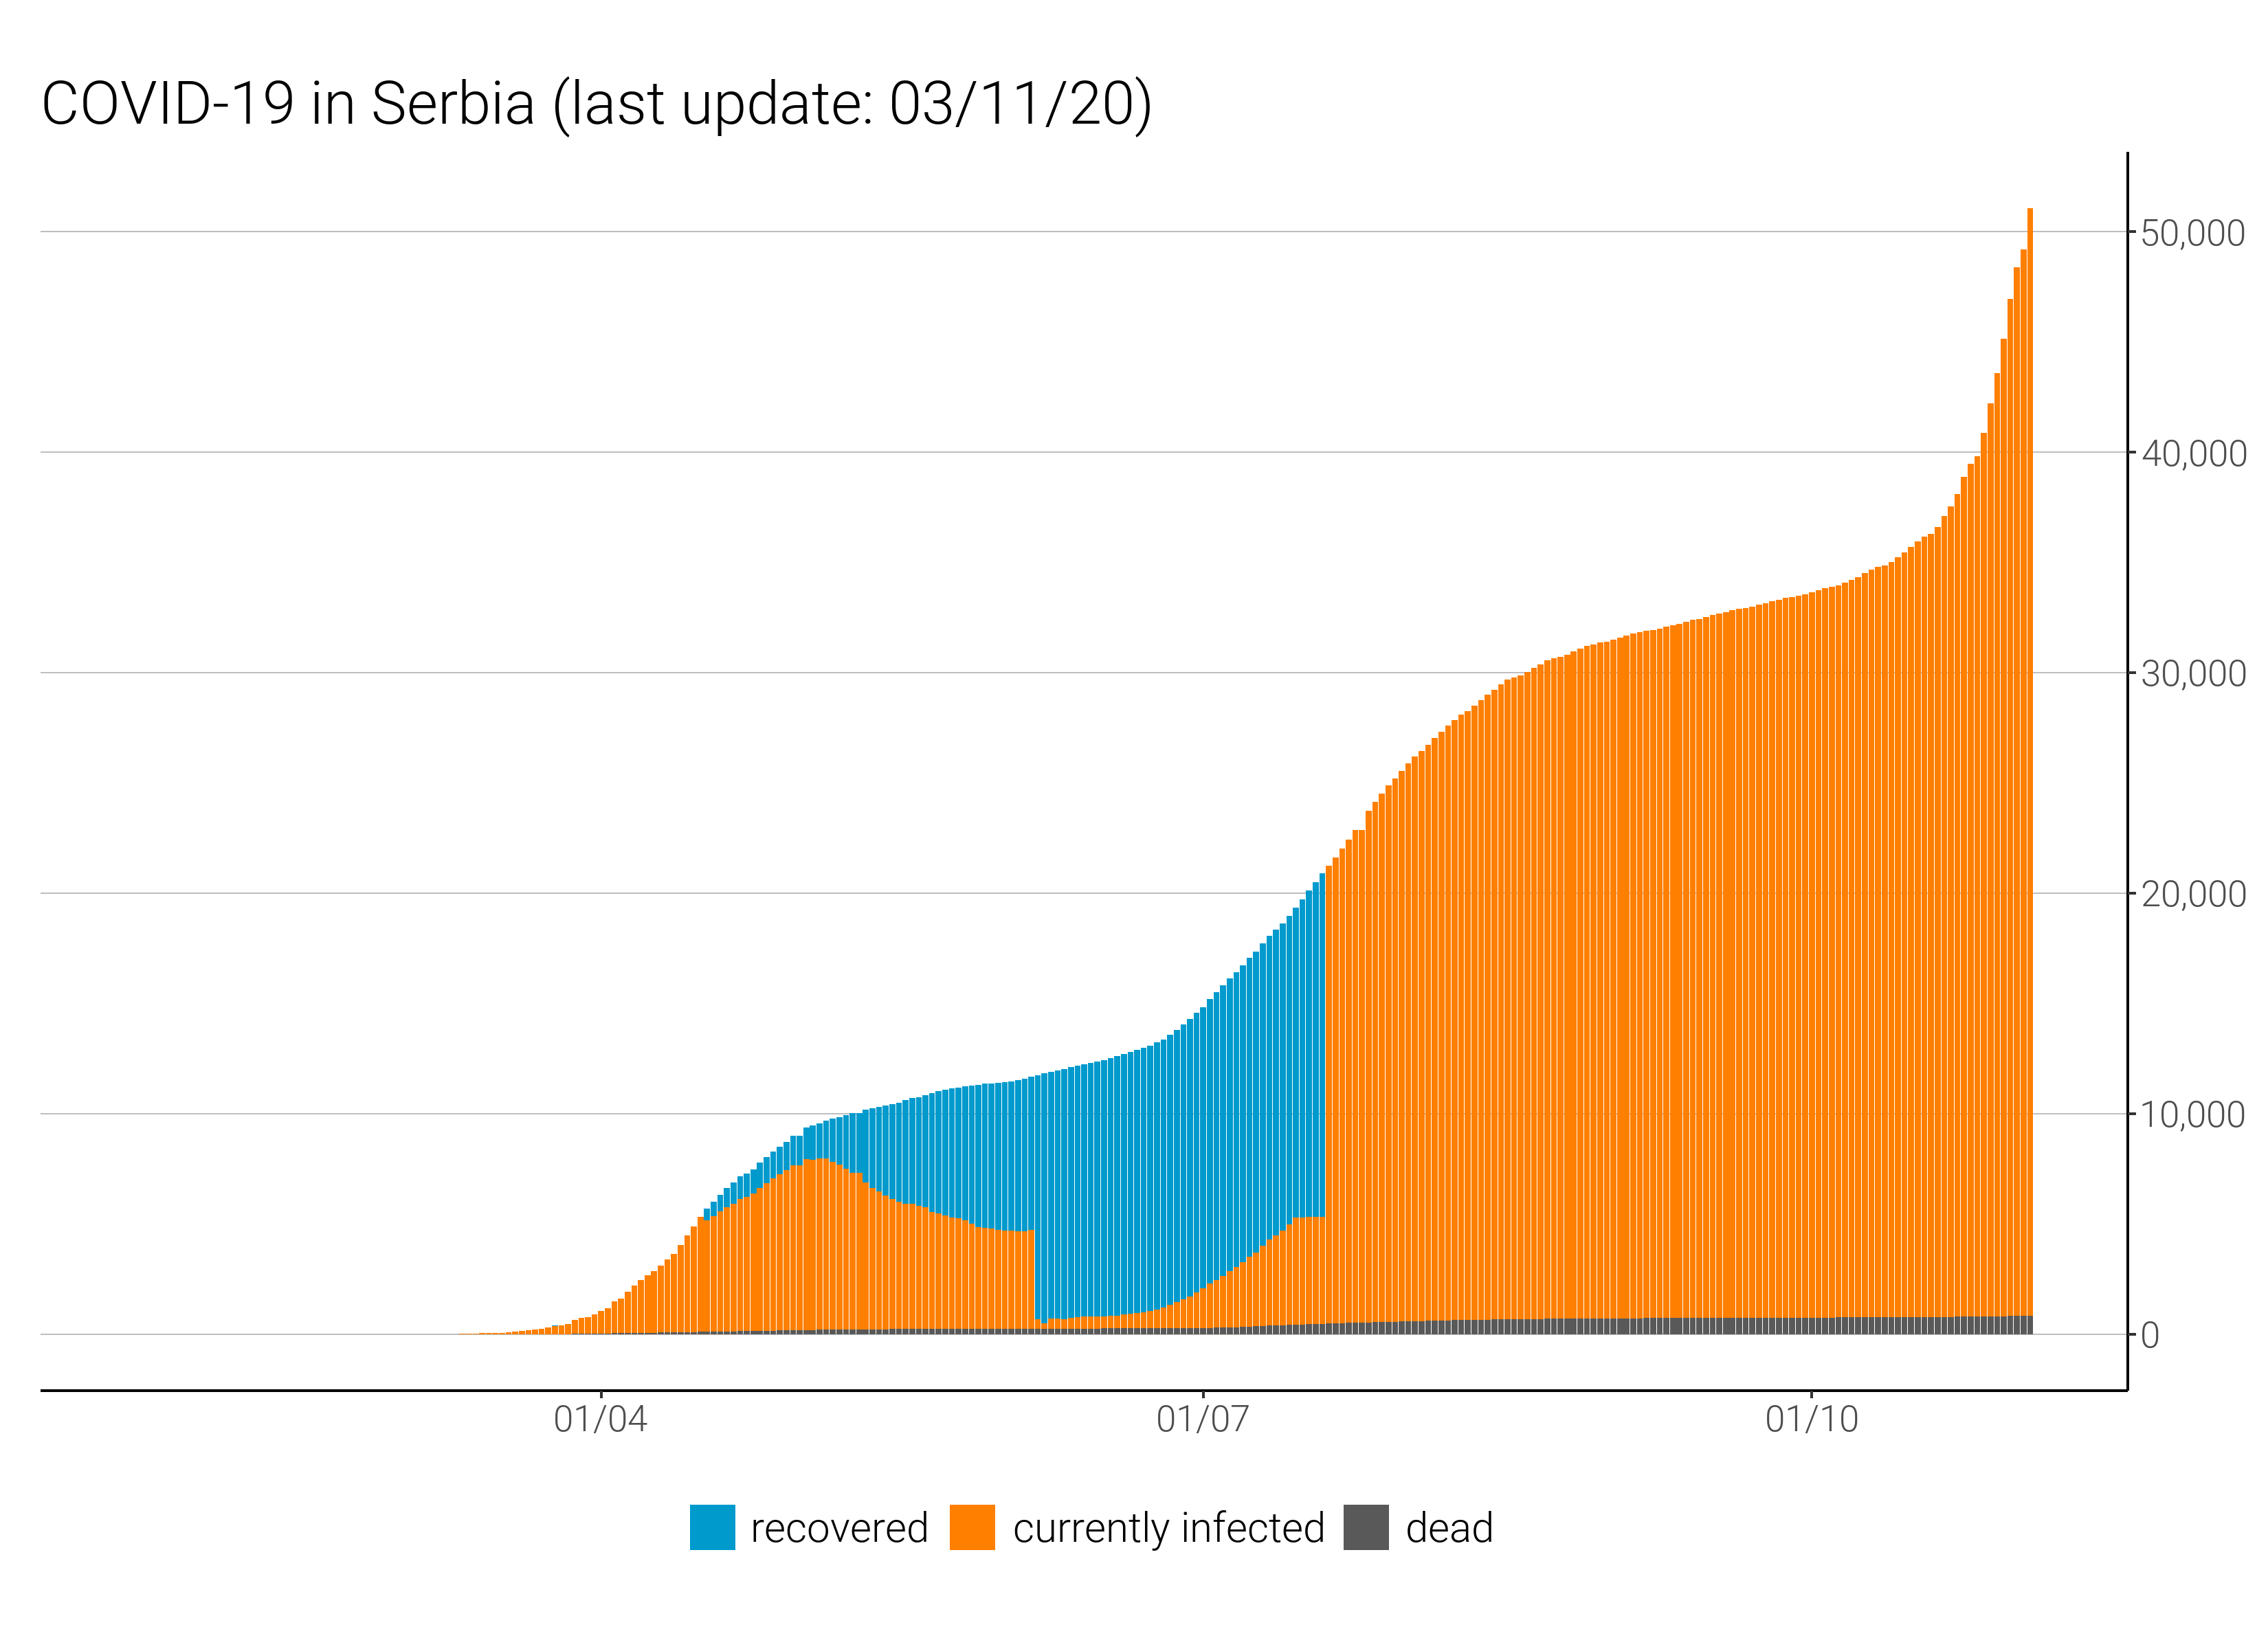 COVID-19 in Serbia (last update: 03/11/20)
50,000
40,000
30,000
20,000
10,000
0
01/04 01/07 01/10
recovered currently infected dead